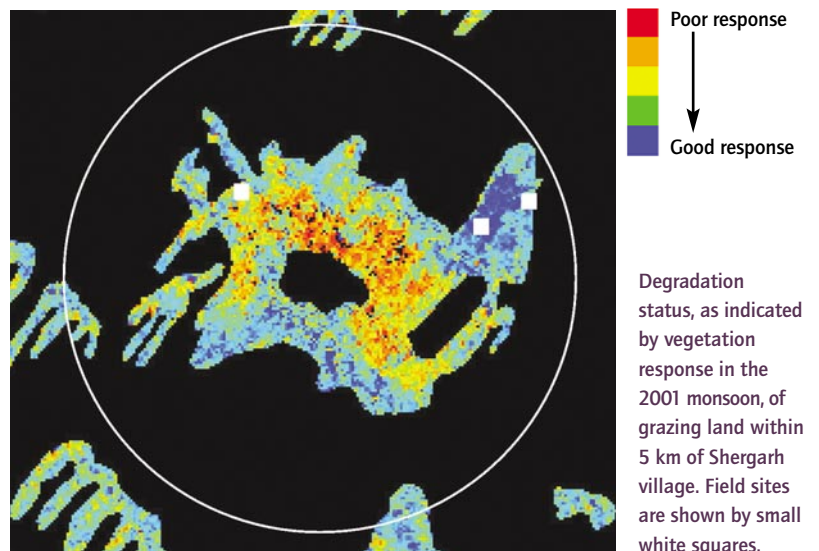 Poor response
Good response
Degradation
status, as indicated
by vegetation
response in the
2001 monsoon, of
grazing land within
5 km of Shergarh
village. Field sites
are shown by small
white squares.